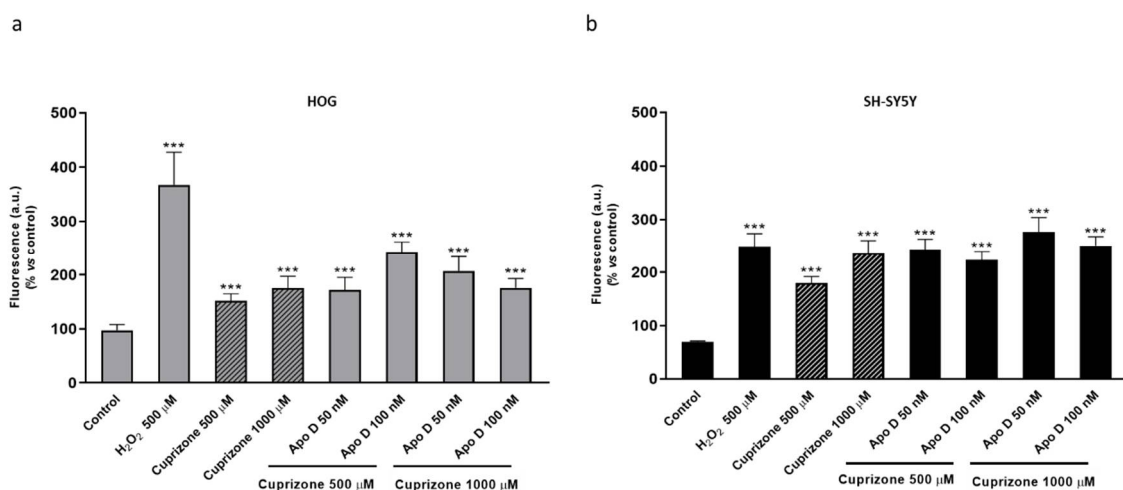 a
HOG
Fluorescence (a.u.)
(% vs control)
500
400
300
200
100
0
***
***
***
***
***
***
***
Control
H₂O₂ 500 μM
Cuprizone 500 μM
Cuprizone 1000 μM
Apo D 50 nM
Apo D 100 nM
Apo D 50 nM
Apo D 100 nM
Cuprizone 500 μM
Cuprizone 1000 μM
b
SH-SY5Y
Fluorescence (a.u.)
(% vs control)
500
400
300
200
100
0
***
***
***
***
***
***
***
Control
H₂O₂ 500 μM
Cuprizone 500 μM
Cuprizone 1000 μM
Apo D 50 nM
Apo D 100 nM
Apo D 50 nM
Apo D 100 nM
Cuprizone 500 μM
Cuprizone 1000 μM